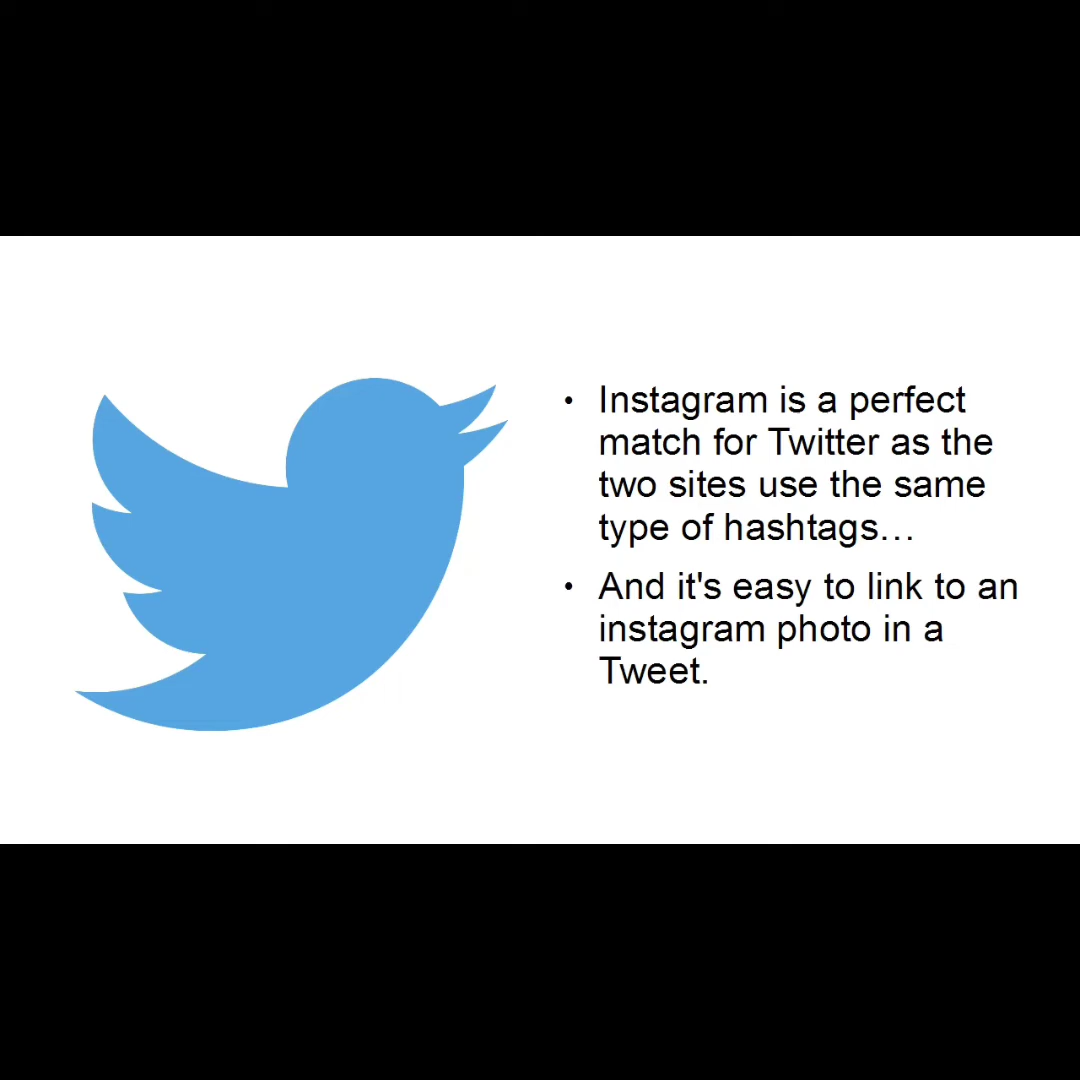 • Instagram is a perfect
match for Twitter as the
two sites use the same
type of hashtags…
• And it's easy to link to an
instagram photo in a
Tweet.